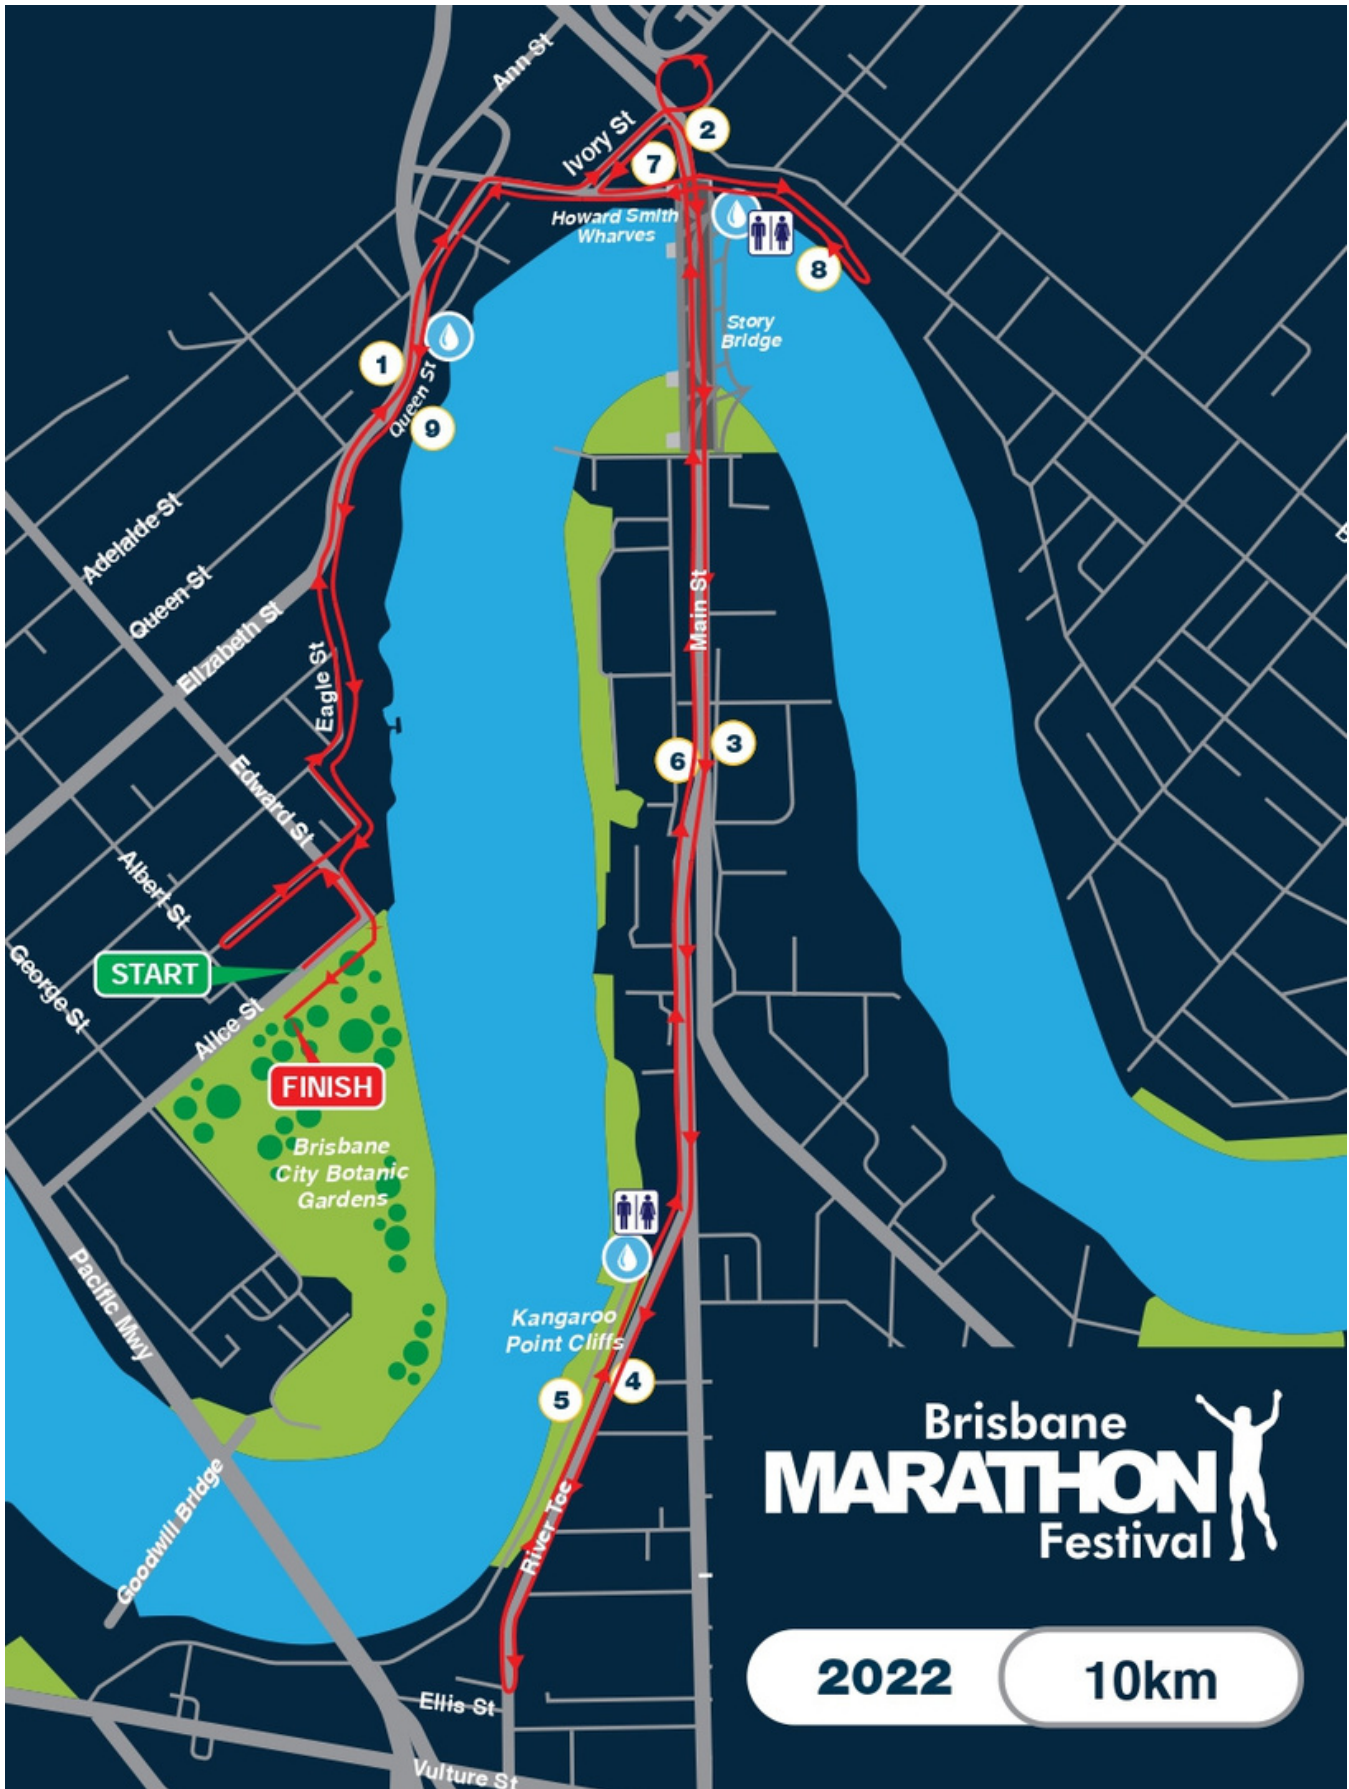 Ann St
Ivory St
2
7
Howard Smith
Wharves
8
Story
Bridge
1
Queen St
9
Adelaide St
Queen St
Elizabeth St
Main St
Eagle St
Edward St
6
3
Albert St
George St
START
Alice St
FINISH
Brisbane
City Botanic
Gardens
Pacific Mwy
Kangaroo
Point Cliffs
5
4
River Tce
Goodwill Bridge
Ellis St
Vulture St
Brisbane
MARATHON
Festival
2022
10km